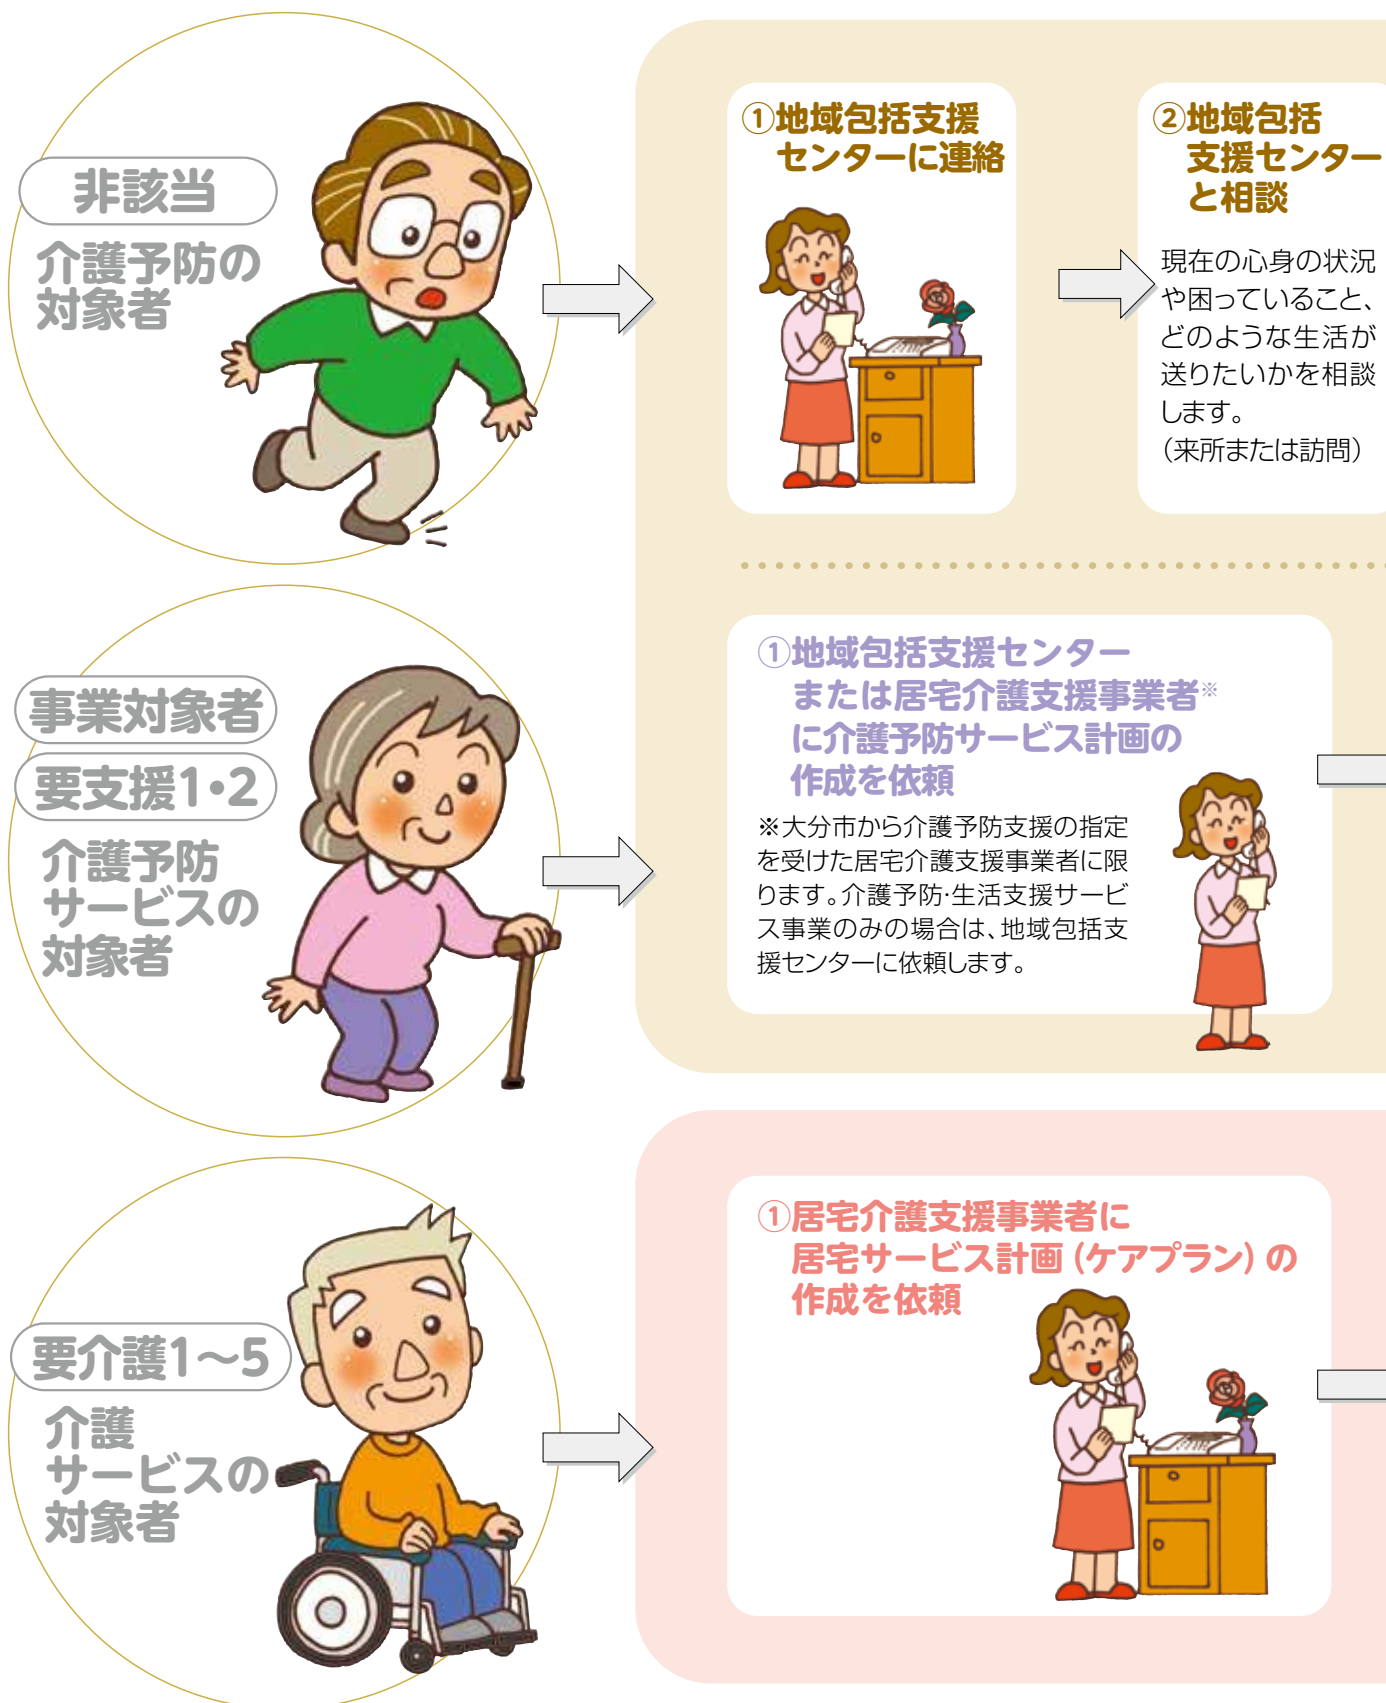 非該当
介護予防の
対象者
①地域包括支援
センターに連絡
②地域包括
支援センター
と相談
現在の心身の状況
や困っていること、
どのような生活が
送りたいかを相談
します。
（来所または訪問）
事業対象者
要支援1・2
介護予防
サービスの
対象者
①地域包括支援センター
または居宅介護支援事業者※
に介護予防サービス計画の
作成を依頼
※大分市から介護予防支援の指定
を受けた居宅介護支援事業者に限
ります。介護予防・生活支援サービ
ス事業のみの場合は、地域包括支
援センターに依頼します。
要介護1～5
介護
サービスの
対象者
①居宅介護支援事業者に
居宅サービス計画（ケアプラン）の
作成を依頼